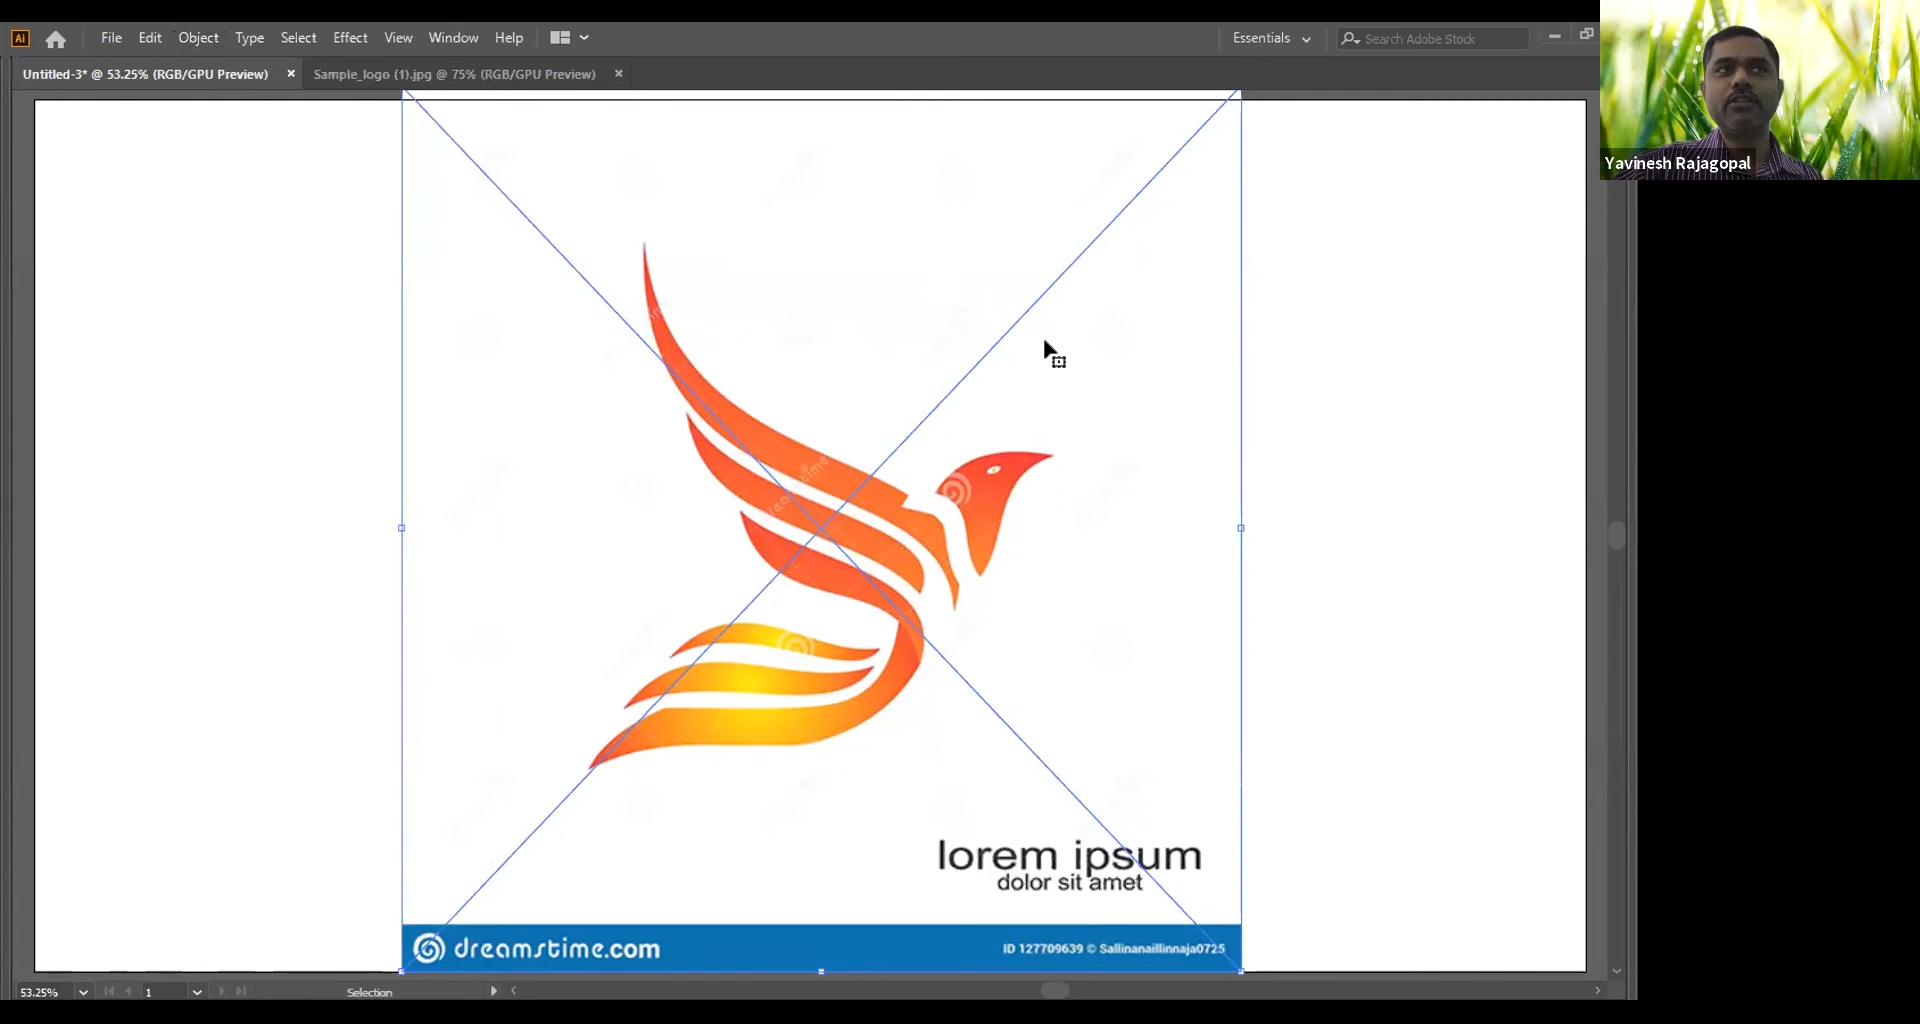 Ai File Edit Object Type Select Effect View Window Help Essentials Search Adobe Stock
Untitled-3* @ 53.25% (RGB/GPU Preview) × Sample_logo (1).jpg @ 75% (RGB/GPU Preview) ×
Yavinesh Rajagopal
lorem ipsum
dolor sit amet
dreamstime.com ID 127709639 © Sallinanaillinnaja0725
53.25% 1 Selection